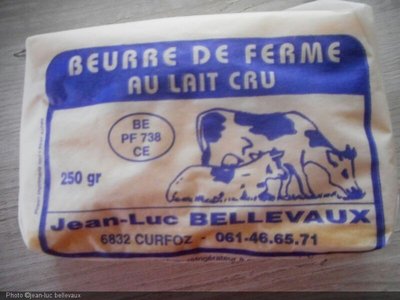 BEURRE DE FERME
AU LAIT CRU
BE
PF 738
CE
250 gr
Jean-Luc BELLEVAUX
6832 CURFOZ - 061-46.65.71
Photo ©jean-luc bellevaux